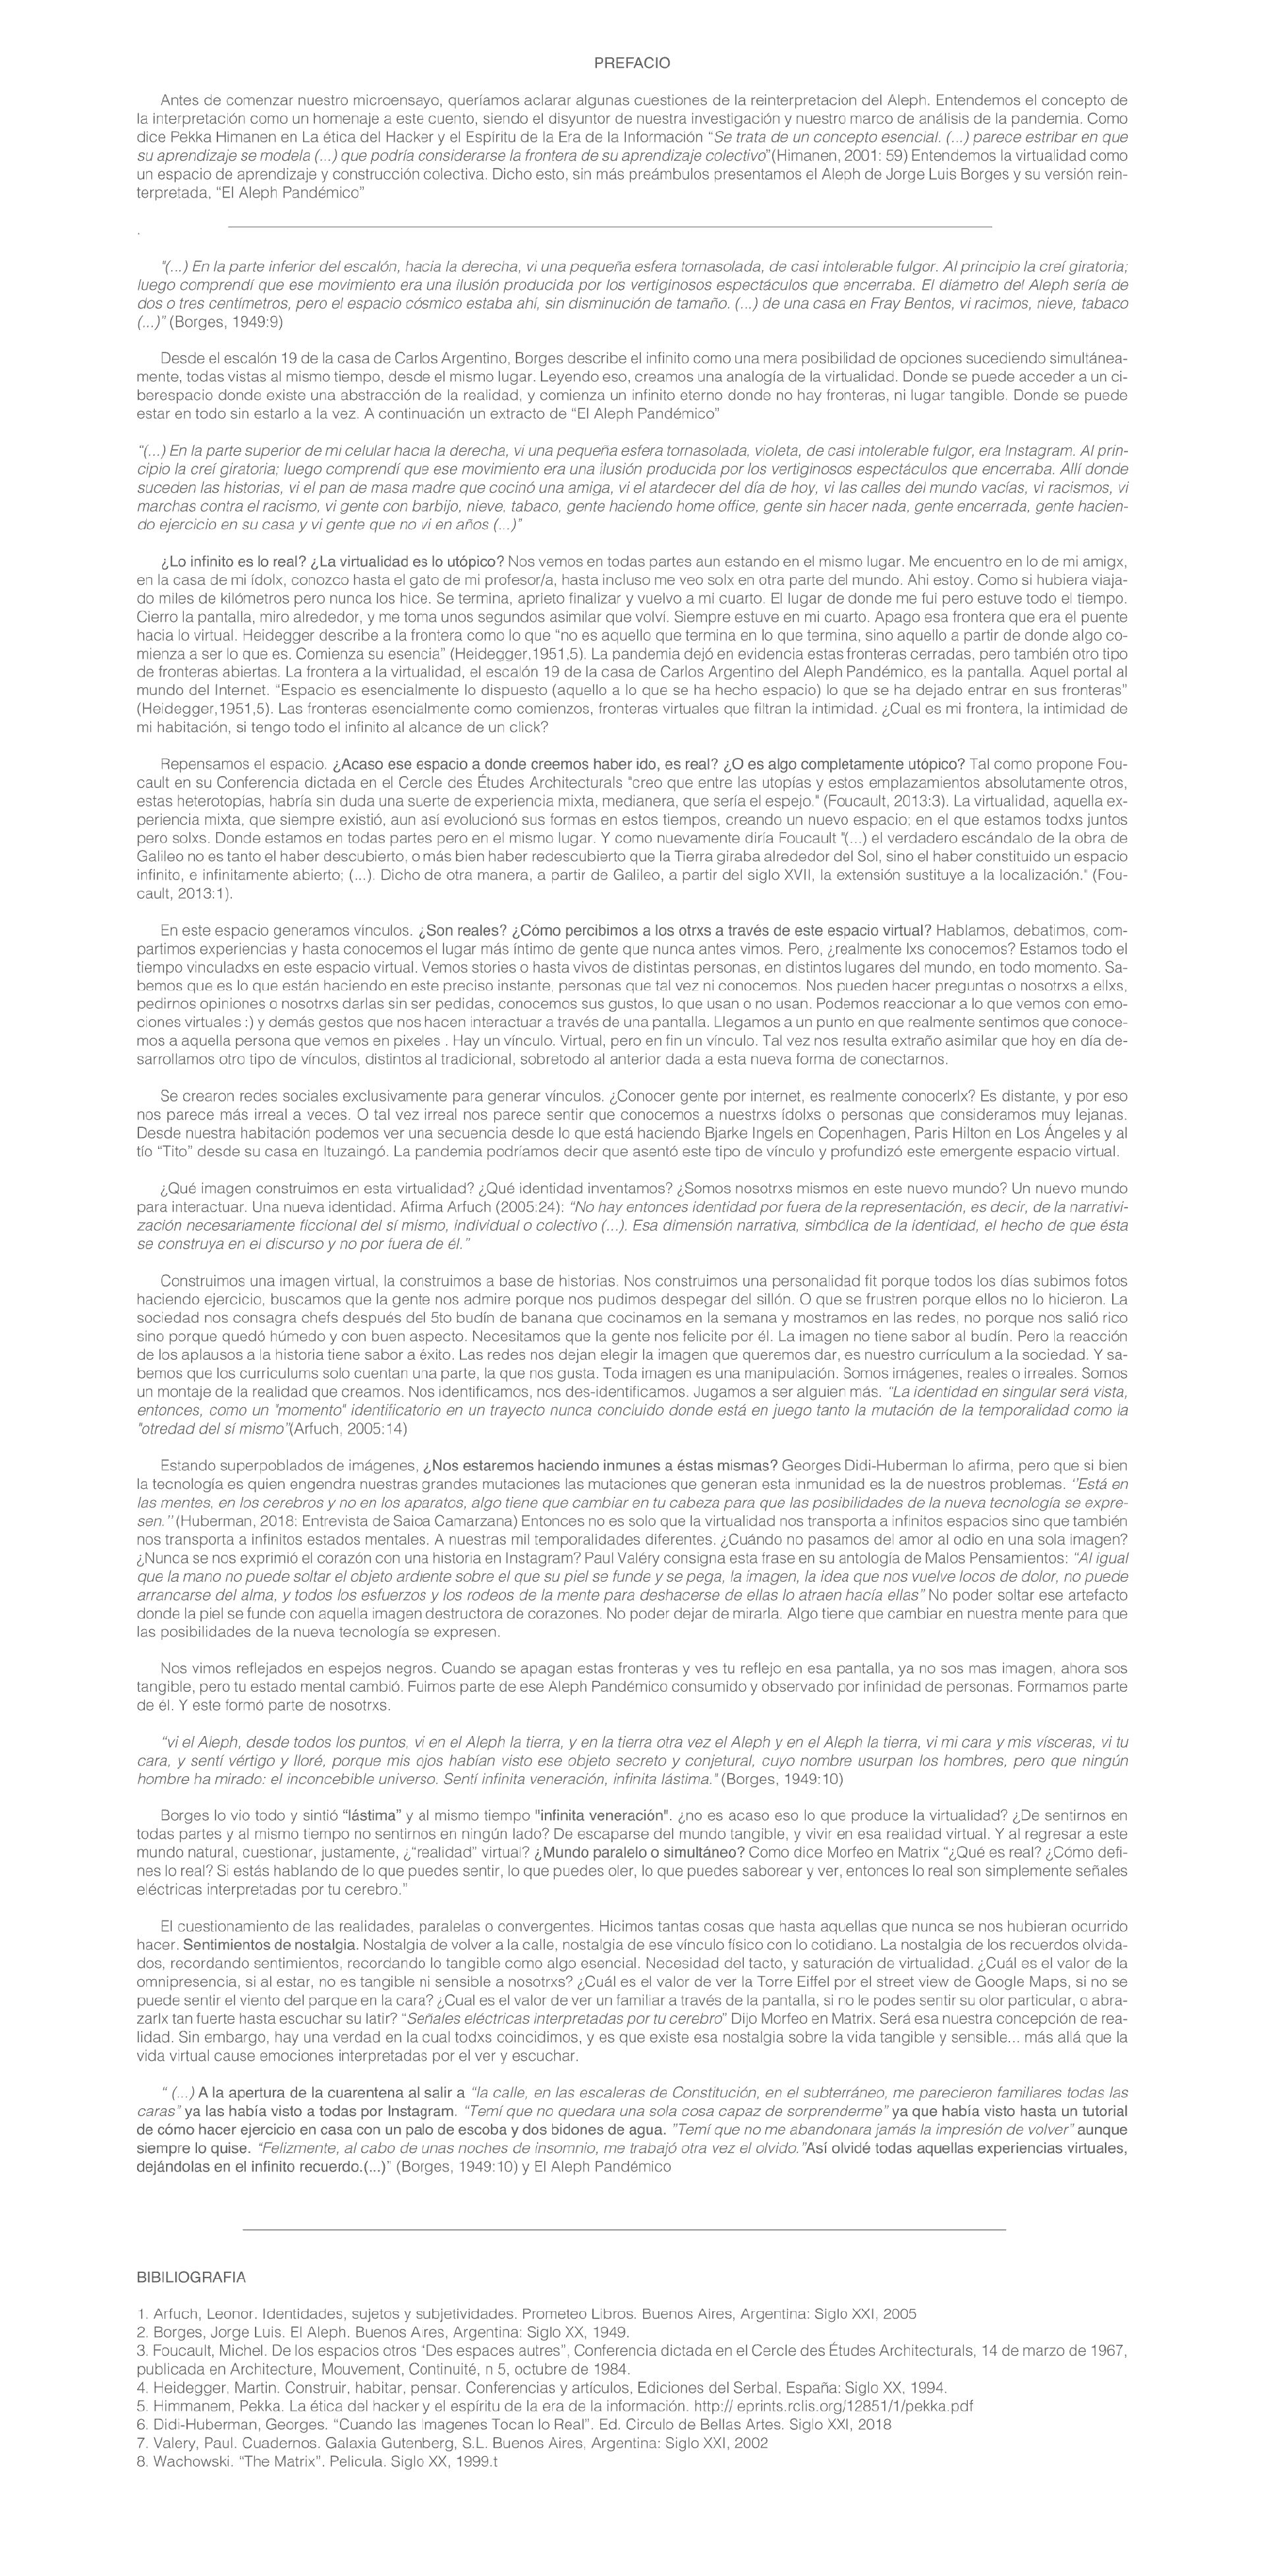 PREFACIO
Antes de comenzar nuestro microensayo, queríamos aclarar algunas cuestiones de la reinterpretacion del Aleph. Entendemos el concepto de
la interpretación como un homenaje a este cuento, siendo el disyuntor de nuestra investigación y nuestro marco de análisis de la pandemia. Como
dice Pekka Himanen en La ética del Hacker y el Espíritu de la Era de la Información “Se trata de un concepto esencial. (...) parece estribar en que
su aprendizaje se modela (...) que podría considerarse la frontera de su aprendizaje colectivo”(Himanen, 2001: 59) Entendemos la virtualidad como
un espacio de aprendizaje y construcción colectiva. Dicho esto, sin más preámbulos presentamos el Aleph de Jorge Luis Borges y su versión rein-
terpretada, “El Aleph Pandémico”
.
"(...) En la parte inferior del escalón, hacia la derecha, vi una pequeña esfera tornasolada, de casi intolerable fulgor. Al principio la creí giratoria;
luego comprendí que ese movimiento era una ilusión producida por los vertiginosos espectáculos que encerraba. El diámetro del Aleph sería de
dos o tres centímetros, pero el espacio cósmico estaba ahí, sin disminución de tamaño. (...) de una casa en Fray Bentos, vi racimos, nieve, tabaco
(...)” (Borges, 1949:9)
Desde el escalón 19 de la casa de Carlos Argentino, Borges describe el infinito como una mera posibilidad de opciones sucediendo simultánea-
mente, todas vistas al mismo tiempo, desde el mismo lugar. Leyendo eso, creamos una analogía de la virtualidad. Donde se puede acceder a un ci-
berespacio donde existe una abstracción de la realidad, y comienza un infinito eterno donde no hay fronteras, ni lugar tangible. Donde se puede
estar en todo sin estarlo a la vez. A continuación un extracto de “El Aleph Pandémico”
“(...) En la parte superior de mi celular hacia la derecha, vi una pequeña esfera tornasolada, violeta, de casi intolerable fulgor, era Instagram. Al prin-
cipio la creí giratoria; luego comprendí que ese movimiento era una ilusión producida por los vertiginosos espectáculos que encerraba. Allí donde
suceden las historias, vi el pan de masa madre que cocinó una amiga, vi el atardecer del día de hoy, vi las calles del mundo vacías, vi racismos, vi
marchas contra el racismo, vi gente con barbijo, nieve, tabaco, gente haciendo home office, gente sin hacer nada, gente encerrada, gente hacien-
do ejercicio en su casa y vi gente que no vi en años (...)”
¿Lo infinito es lo real? ¿La virtualidad es lo utópico? Nos vemos en todas partes aun estando en el mismo lugar. Me encuentro en lo de mi amigx,
en la casa de mi ídolx, conozco hasta el gato de mi profesor/a, hasta incluso me veo solx en otra parte del mundo. Ahi estoy. Como si hubiera viaja-
do miles de kilómetros pero nunca los hice. Se termina, aprieto finalizar y vuelvo a mi cuarto. El lugar de donde me fui pero estuve todo el tiempo.
Cierro la pantalla, miro alrededor, y me toma unos segundos asimilar que volví. Siempre estuve en mi cuarto. Apago esa frontera que era el puente
hacia lo virtual. Heidegger describe a la frontera como lo que “no es aquello que termina en lo que termina, sino aquello a partir de donde algo co-
mienza a ser lo que es. Comienza su esencia” (Heidegger,1951,5). La pandemia dejó en evidencia estas fronteras cerradas, pero también otro tipo
de fronteras abiertas. La frontera a la virtualidad, el escalón 19 de la casa de Carlos Argentino del Aleph Pandémico, es la pantalla. Aquel portal al
mundo del Internet. “Espacio es esencialmente lo dispuesto (aquello a lo que se ha hecho espacio) lo que se ha dejado entrar en sus fronteras”
(Heidegger,1951,5). Las fronteras esencialmente como comienzos, fronteras virtuales que filtran la intimidad. ¿Cual es mi frontera, la intimidad de
mi habitación, si tengo todo el infinito al alcance de un click?
Repensamos el espacio. ¿Acaso ese espacio a donde creemos haber ido, es real? ¿O es algo completamente utópico? Tal como propone Fou-
cault en su Conferencia dictada en el Cercle des Études Architecturals "creo que entre las utopías y estos emplazamientos absolutamente otros,
estas heterotopías, habría sin duda una suerte de experiencia mixta, medianera, que sería el espejo." (Foucault, 2013:3). La virtualidad, aquella ex-
periencia mixta, que siempre existió, aun así evolucionó sus formas en estos tiempos, creando un nuevo espacio: en el que estamos todxs juntos
pero solxs. Donde estamos en todas partes pero en el mismo lugar. Y como nuevamente diría Foucault "(...) el verdadero escándalo de la obra de
Galileo no es tanto el haber descubierto, o más bien haber redescubierto que la Tierra giraba alrededor del Sol, sino el haber constituido un espacio
infinito, e infinitamente abierto; (...). Dicho de otra manera, a partir de Galileo, a partir del siglo XVII, la extensión sustituye a la localización." (Fou-
cault, 2013:1).
En este espacio generamos vínculos. ¿Son reales? ¿Cómo percibimos a los otrxs a través de este espacio virtual? Hablamos, debatimos, com-
partimos experiencias y hasta conocemos el lugar más íntimo de gente que nunca antes vimos. Pero, ¿realmente lxs conocemos? Estamos todo el
tiempo vinculadxs en este espacio virtual. Vemos stories o hasta vivos de distintas personas, en distintos lugares del mundo, en todo momento. Sa-
bemos que es lo que están haciendo en este preciso instante, personas que tal vez ni conocemos. Nos pueden hacer preguntas o nosotrxs a ellxs,
pedirnos opiniones o nosotrxs darlas sin ser pedidas, conocemos sus gustos, lo que usan o no usan. Podemos reaccionar a lo que vemos con emo-
ciones virtuales :) y demás gestos que nos hacen interactuar a través de una pantalla. Llegamos a un punto en que realmente sentimos que conoce-
mos a aquella persona que vemos en pixeles . Hay un vínculo. Virtual, pero en fin un vínculo. Tal vez nos resulta extraño asimilar que hoy en día de-
sarrollamos otro tipo de vínculos, distintos al tradicional, sobretodo al anterior dada a esta nueva forma de conectarnos.
Se crearon redes sociales exclusivamente para generar vínculos. ¿Conocer gente por internet, es realmente conocerlx? Es distante, y por eso
nos parece más irreal a veces. O tal vez irreal nos parece sentir que conocemos a nuestrxs ídolxs o personas que consideramos muy lejanas.
Desde nuestra habitación podemos ver una secuencia desde lo que está haciendo Bjarke Ingels en Copenhagen, Paris Hilton en Los Ángeles y al
tío “Tito” desde su casa en Ituzaingó. La pandemia podríamos decir que asentó este tipo de vínculo y profundizó este emergente espacio virtual.
¿Qué imagen construimos en esta virtualidad? ¿Qué identidad inventamos? ¿Somos nosotrxs mismos en este nuevo mundo? Un nuevo mundo
para interactuar. Una nueva identidad. Afirma Arfuch (2005:24): “No hay entonces identidad por fuera de la representación, es decir, de la narrativi-
zación necesariamente ficcional del sí mismo, individual o colectivo (...). Esa dimensión narrativa, simbólica de la identidad, el hecho de que ésta
se construya en el discurso y no por fuera de él.”
Construimos una imagen virtual, la construimos a base de historias. Nos construimos una personalidad fit porque todos los días subimos fotos
haciendo ejercicio, buscamos que la gente nos admire porque nos pudimos despegar del sillón. O que se frustren porque ellos no lo hicieron. La
sociedad nos consagra chefs después del 5to budín de banana que cocinamos en la semana y mostramos en las redes, no porque nos salió rico
sino porque quedó húmedo y con buen aspecto. Necesitamos que la gente nos felicite por él. La imagen no tiene sabor al budín. Pero la reacción
de los aplausos a la historia tiene sabor a éxito. Las redes nos dejan elegir la imagen que queremos dar, es nuestro curriculum a la sociedad. Y sa-
bemos que los curriculums solo cuentan una parte, la que nos gusta. Toda imagen es una manipulación. Somos imágenes, reales o irreales. Somos
un montaje de la realidad que creamos. Nos identificamos, nos des-identificamos. Jugamos a ser alguien más. “La identidad en singular será vista,
entonces, como un "momento" identificatorio en un trayecto nunca concluido donde está en juego tanto la mutación de la temporalidad como la
"otredad del sí mismo”(Arfuch, 2005:14)
Estando superpoblados de imágenes, ¿Nos estaremos haciendo inmunes a éstas mismas? Georges Didi-Huberman lo afirma, pero que si bien
la tecnología es quien engendra nuestras grandes mutaciones las mutaciones que generan esta inmunidad es la de nuestros problemas. ‘’Está en
las mentes, en los cerebros y no en los aparatos, algo tiene que cambiar en tu cabeza para que las posibilidades de la nueva tecnología se expre-
sen.’’ (Huberman, 2018: Entrevista de Saioa Camarzana) Entonces no es solo que la virtualidad nos transporta a infinitos espacios sino que también
nos transporta a infinitos estados mentales. A nuestras mil temporalidades diferentes. ¿Cuándo no pasamos del amor al odio en una sola imagen?
¿Nunca se nos exprimió el corazón con una historia en Instagram? Paul Valéry consigna esta frase en su antología de Malos Pensamientos: “Al igual
que la mano no puede soltar el objeto ardiente sobre el que su piel se funde y se pega, la imagen, la idea que nos vuelve locos de dolor, no puede
arrancarse del alma, y todos los esfuerzos y los rodeos de la mente para deshacerse de ellas lo atraen hacía ellas” No poder soltar ese artefacto
donde la piel se funde con aquella imagen destructora de corazones. No poder dejar de mirarla. Algo tiene que cambiar en nuestra mente para que
las posibilidades de la nueva tecnología se expresen.
Nos vimos reflejados en espejos negros. Cuando se apagan estas fronteras y ves tu reflejo en esa pantalla, ya no sos mas imagen, ahora sos
tangible, pero tu estado mental cambió. Fuimos parte de ese Aleph Pandémico consumido y observado por infinidad de personas. Formamos parte
de él. Y este formó parte de nosotrxs.
“vi el Aleph, desde todos los puntos, vi en el Aleph la tierra, y en la tierra otra vez el Aleph y en el Aleph la tierra, vi mi cara y mis vísceras, vi tu
cara, y sentí vértigo y lloré, porque mis ojos habían visto ese objeto secreto y conjetural, cuyo nombre usurpan los hombres, pero que ningún
hombre ha mirado: el inconcebible universo. Sentí infinita veneración, infinita lástima." (Borges, 1949:10)
Borges lo vio todo y sintió “lástima” y al mismo tiempo "infinita veneración". ¿no es acaso eso lo que produce la virtualidad? ¿De sentirnos en
todas partes y al mismo tiempo no sentirnos en ningún lado? De escaparse del mundo tangible, y vivir en esa realidad virtual. Y al regresar a este
mundo natural, cuestionar, justamente, ¿“realidad” virtual? ¿Mundo paralelo o simultáneo? Como dice Morfeo en Matrix “¿Qué es real? ¿Cómo defi-
nes lo real? Si estás hablando de lo que puedes sentir, lo que puedes oler, lo que puedes saborear y ver, entonces lo real son simplemente señales
eléctricas interpretadas por tu cerebro.”
El cuestionamiento de las realidades, paralelas o convergentes. Hicimos tantas cosas que hasta aquellas que nunca se nos hubieran ocurrido
hacer. Sentimientos de nostalgia. Nostalgia de volver a la calle, nostalgia de ese vínculo físico con lo cotidiano. La nostalgia de los recuerdos olvida-
dos, recordando sentimientos, recordando lo tangible como algo esencial. Necesidad del tacto, y saturación de virtualidad. ¿Cuál es el valor de la
omnipresencia, si al estar, no es tangible ni sensible a nosotrxs? ¿Cuál es el valor de ver la Torre Eiffel por el street view de Google Maps, si no se
puede sentir el viento del parque en la cara? ¿Cual es el valor de ver un familiar a través de la pantalla, si no le podes sentir su olor particular, o abra-
zarlx tan fuerte hasta escuchar su latir? “Señales eléctricas interpretadas por tu cerebro” Dijo Morfeo en Matrix. Será esa nuestra concepción de rea-
lidad. Sin embargo, hay una verdad en la cual todxs coincidimos, y es que existe esa nostalgia sobre la vida tangible y sensible... más allá que la
vida virtual cause emociones interpretadas por el ver y escuchar.
“ (...) A la apertura de la cuarentena al salir a “la calle, en las escaleras de Constitución, en el subterráneo, me parecieron familiares todas las
caras” ya las había visto a todas por Instagram. “Temí que no quedara una sola cosa capaz de sorprenderme” ya que había visto hasta un tutorial
de cómo hacer ejercicio en casa con un palo de escoba y dos bidones de agua. ”Temí que no me abandonara jamás la impresión de volver” aunque
siempre lo quise. “Felizmente, al cabo de unas noches de insomnio, me trabajó otra vez el olvido.”Así olvidé todas aquellas experiencias virtuales,
dejándolas en el infinito recuerdo.(...)” (Borges, 1949:10) y El Aleph Pandémico
BIBILIOGRAFIA
1. Arfuch, Leonor. Identidades, sujetos y subjetividades. Prometeo Libros. Buenos Aires, Argentina: Siglo XXI, 2005
2. Borges, Jorge Luis. El Aleph. Buenos Aires, Argentina: Siglo XX, 1949.
3. Foucault, Michel. De los espacios otros “Des espaces autres”, Conferencia dictada en el Cercle des Études Architecturals, 14 de marzo de 1967,
publicada en Architecture, Mouvement, Continuité, n 5, octubre de 1984.
4. Heidegger, Martin. Construir, habitar, pensar. Conferencias y artículos, Ediciones del Serbal, España: Siglo XX, 1994.
5. Himmanem, Pekka. La ética del hacker y el espíritu de la era de la información. http:// eprints.rclis.org/12851/1/pekka.pdf
6. Didi-Huberman, Georges. “Cuando las Imagenes Tocan lo Real”. Ed. Circulo de Bellas Artes. Siglo XXI, 2018
7. Valery, Paul. Cuadernos. Galaxia Gutenberg, S.L. Buenos Aires, Argentina: Siglo XXI, 2002
8. Wachowski. “The Matrix”. Pelicula. Siglo XX, 1999.t